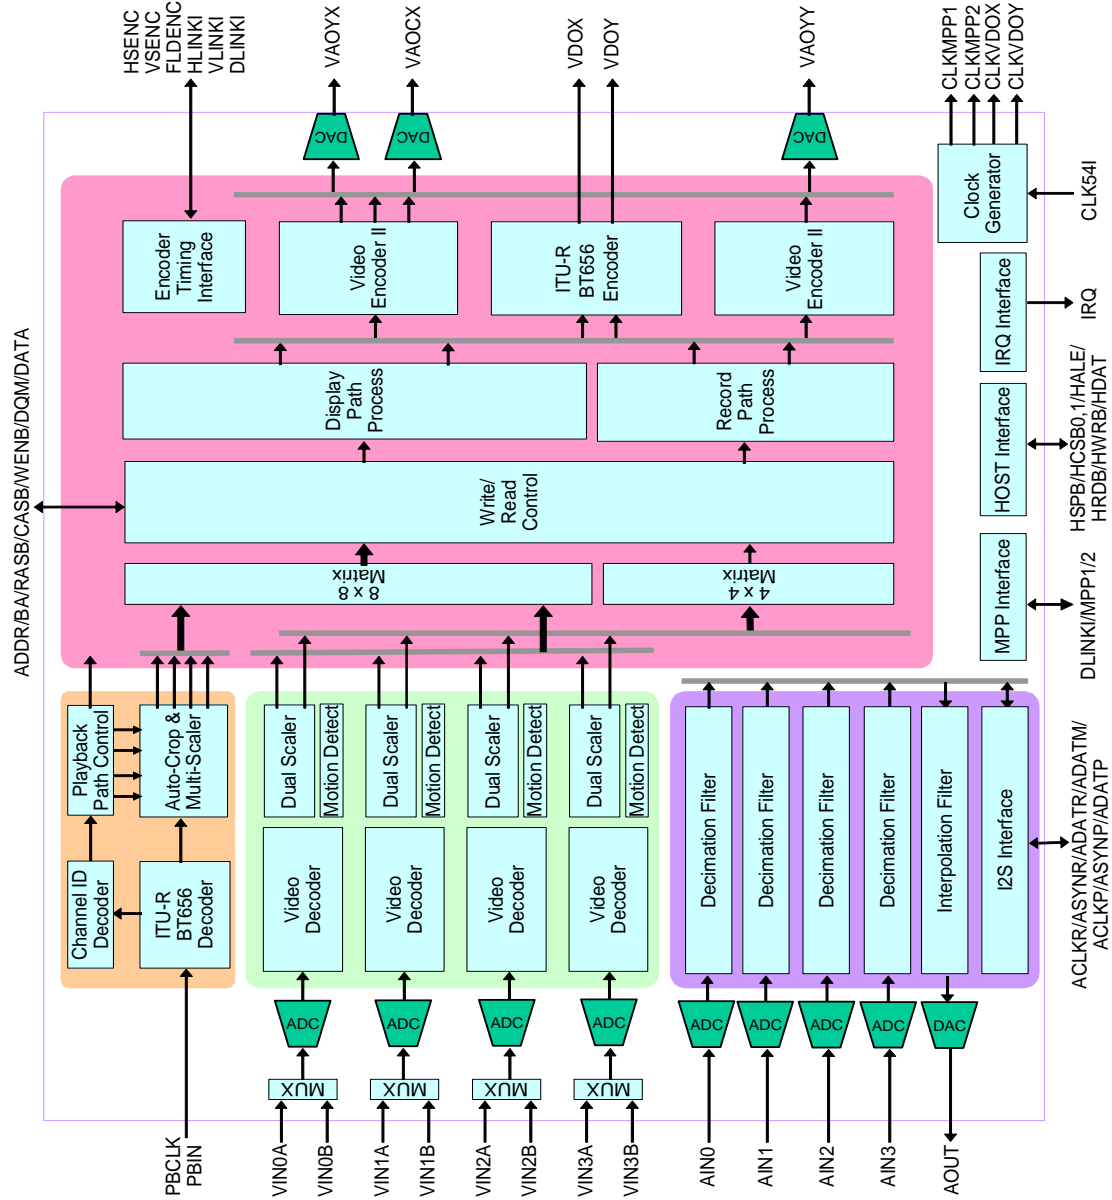 HSENC
VSENC
FLDENC
HLINKI
VLINKI
DLINKI
VAOYX
VAOCX
VDOX
VDOY
VAOYY
CLKMPP1
CLKMPP2
CLKVDOX
CLKVDOY
DAC
DAC
DAC
Clock
Generator
CLK54I
Encoder
Timing
Interface
Video
Encoder II
ITU-R
BT656
Encoder
Video
Encoder II
IRQ Interface
IRQ
ADDR/BA/RASB/CASB/WENB/DQM/DATA
Display
Path
Process
Record
Path
Process
HOST Interface
HSPB/HCSB0,1/HALE/
HRDB/HWRB/HDAT
Write/
Read
Control
8 x 8
Matrix
4 x 4
Matrix
MPP Interface
DLINKI/MPP1/2
Playback
Path Control
Auto-Crop &
Multi-Scaler
Dual Scaler
Motion Detect
Dual Scaler
Motion Detect
Dual Scaler
Motion Detect
Dual Scaler
Motion Detect
Channel ID
Decoder
ITU-R
BT656
Decoder
Video
Decoder
Video
Decoder
Video
Decoder
Video
Decoder
Decimation Filter
Decimation Filter
Decimation Filter
Decimation Filter
Interpolation Filter
I2S Interface
ACLKR/ASYNR/ADATR/ADATM/
ACLKP/ASYNP/ADATP
ADC
ADC
ADC
ADC
ADC
ADC
ADC
ADC
DAC
MUX
MUX
MUX
MUX
PBCLK
PBIN
VIN0A
VIN0B
VIN1A
VIN1B
VIN2A
VIN2B
VIN3A
VIN3B
AIN0
AIN1
AIN2
AIN3
AOUT